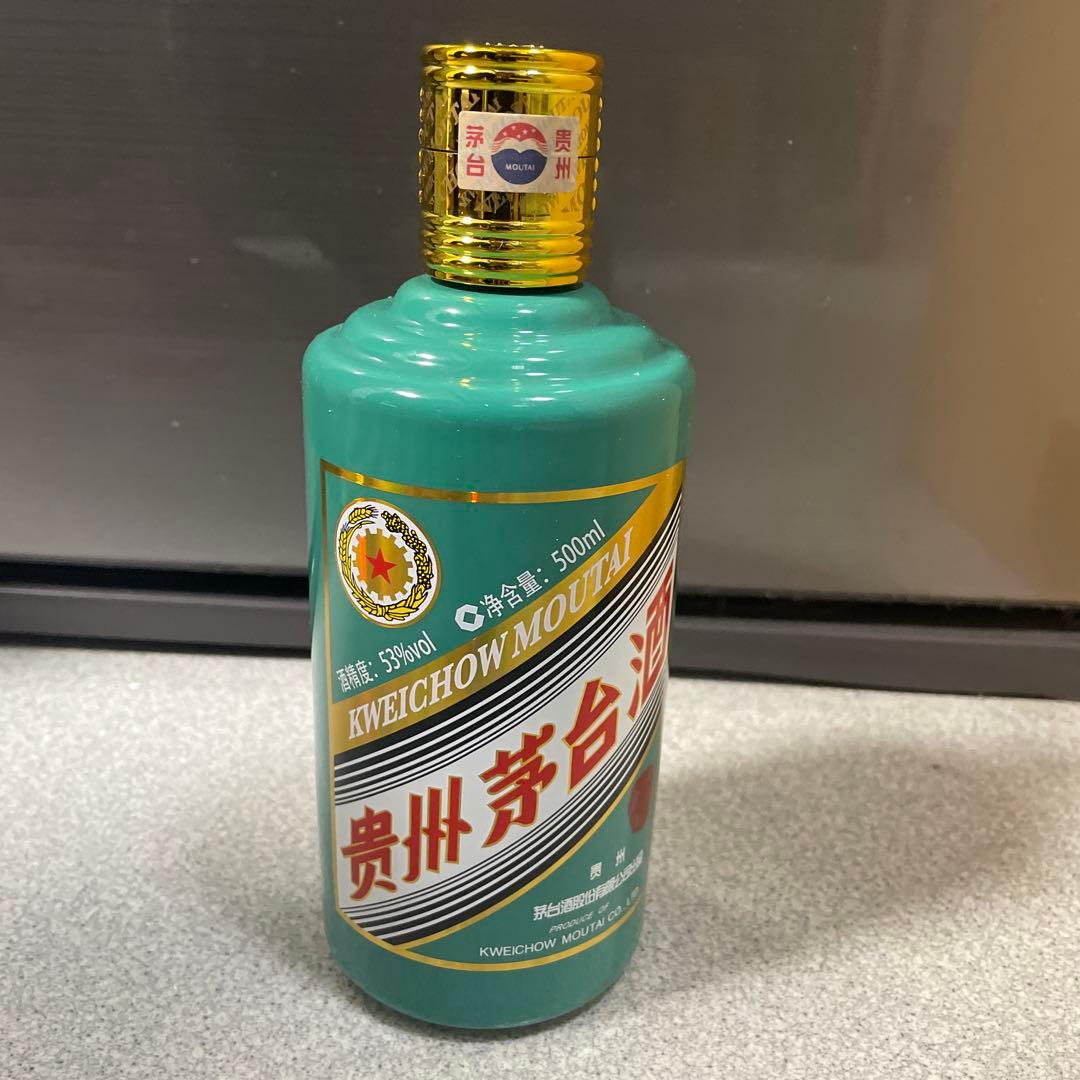 茅台
贵州
MOUTAI
酒精度：53%vol
净含量：500ml
KWEICHOW MOUTAI
贵州茅台酒
贵州
茅台酒股份有限公司出品
PRODUCE OF
KWEICHOW MOUTAI CO., LTD.